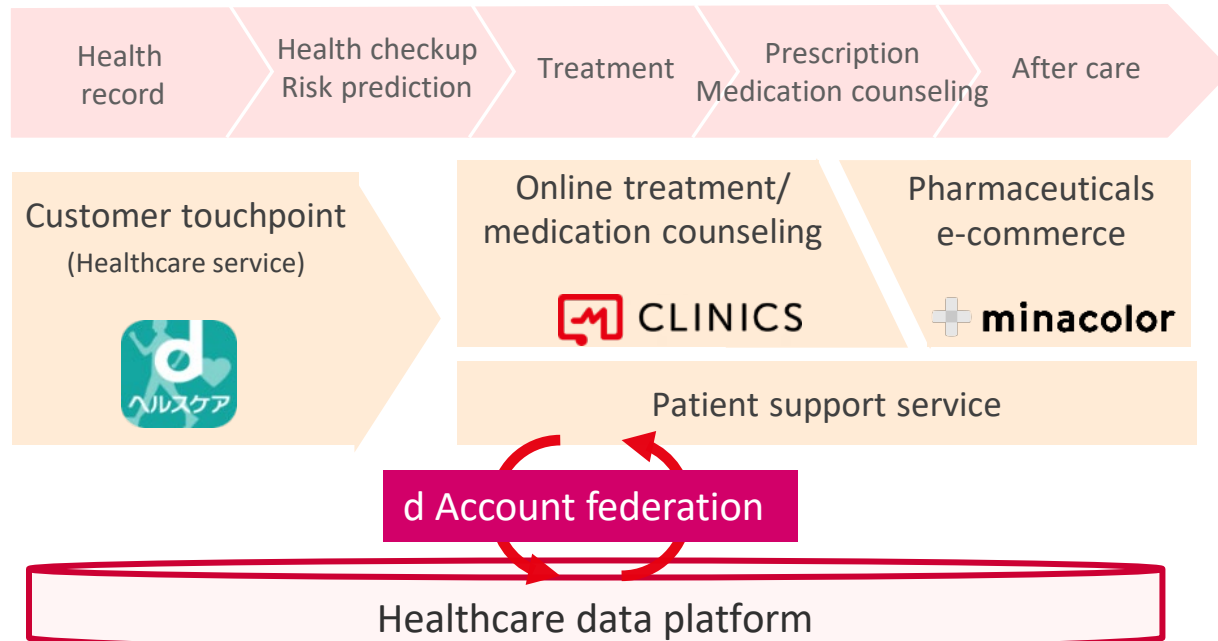 Health
record
Health checkup
Risk prediction
Treatment
Prescription
Medication counseling
After care
Customer touchpoint
(Healthcare service)
d
ヘルスケア
Online treatment/
medication counseling
CLINICS
Pharmaceuticals
e-commerce
minacolor
Patient support service
d Account federation
Healthcare data platform